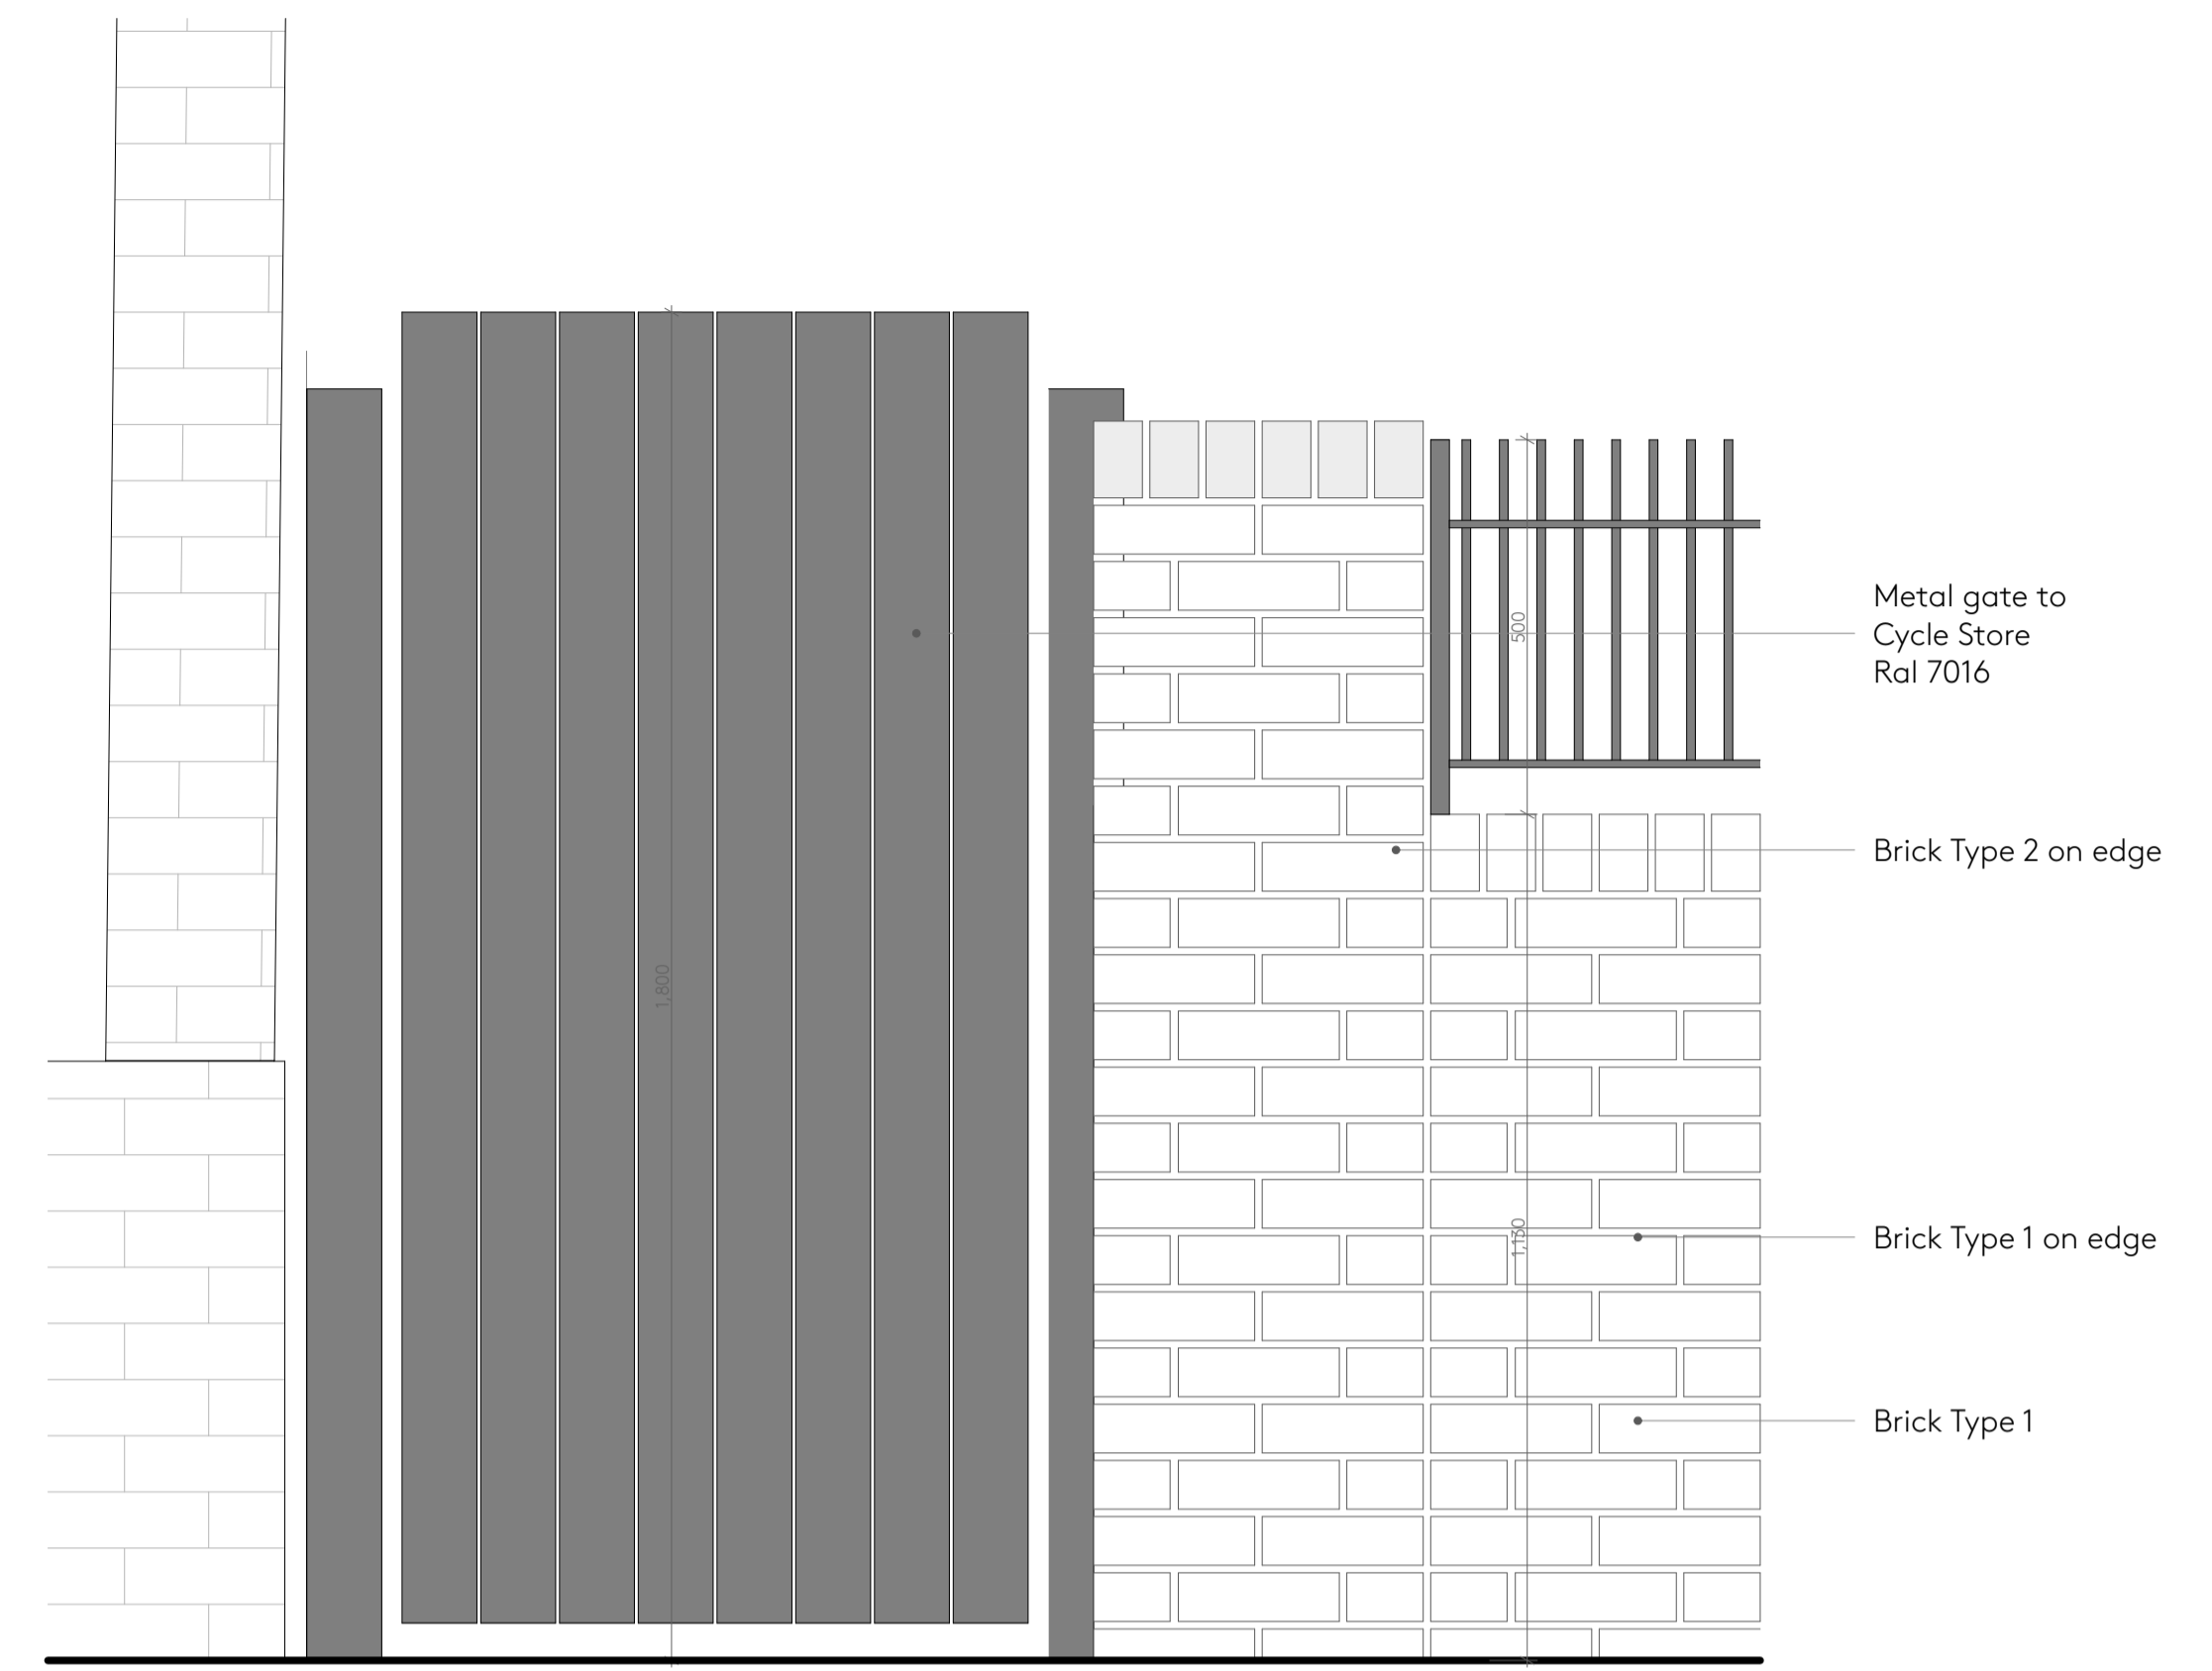 Metal gate to
Cycle Store
Ral 7016
500
Brick Type 2 on edge
1,800
1,130
Brick Type 1 on edge
Brick Type 1